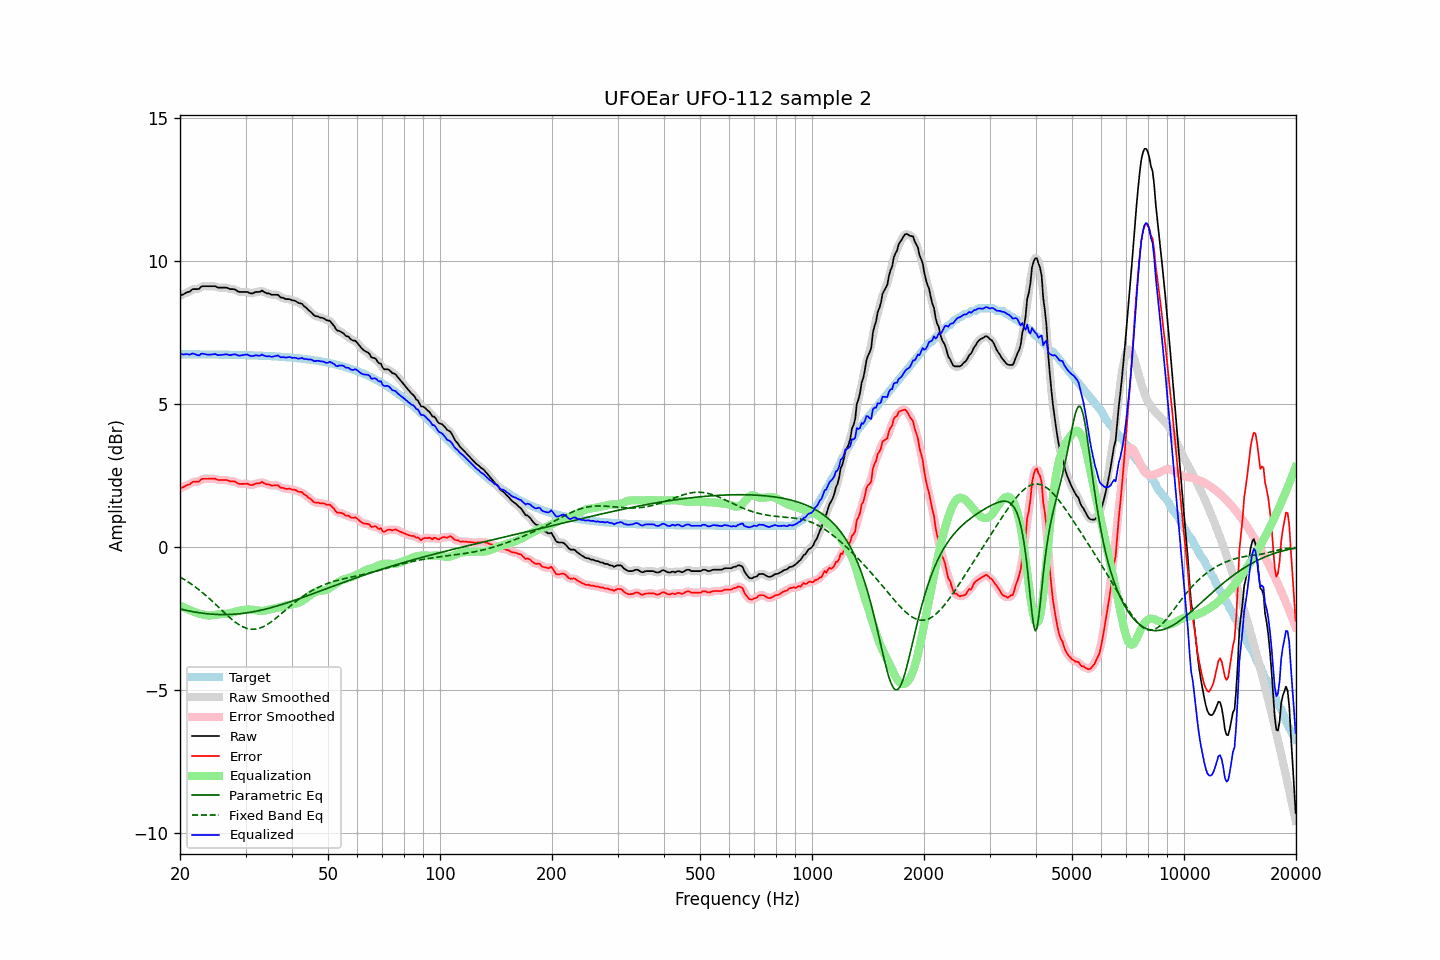 UFOEar UFO-112 sample 2
Amplitude (dBr)
15
10
5
0
−5
−10
Target
Raw Smoothed
Error Smoothed
Raw
Error
Equalization
Parametric Eq
Fixed Band Eq
Equalized
20 50 100 200 500 1000 2000 5000 10000 20000
Frequency (Hz)